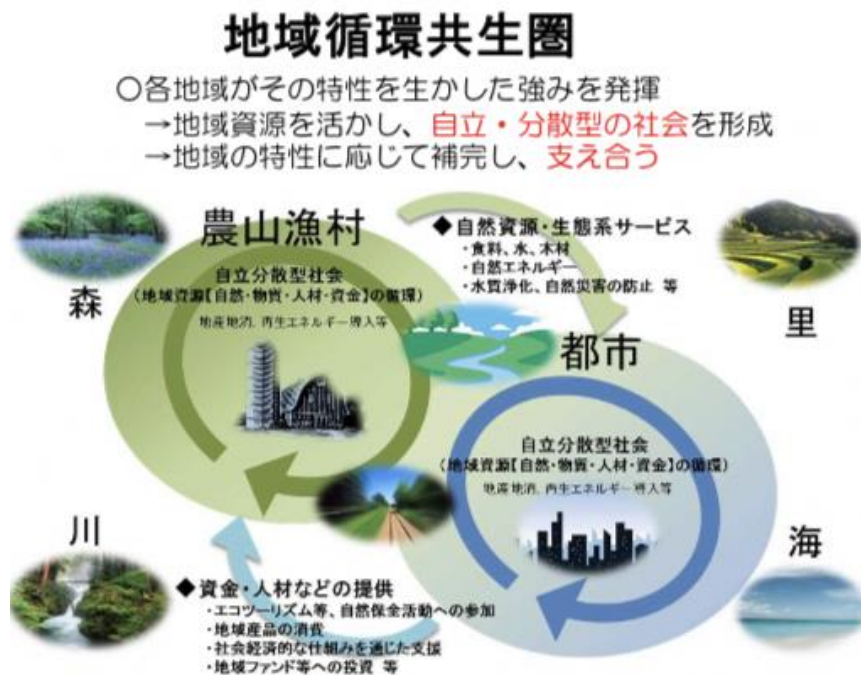 地域循環共生圏
○各地域がその特性を生かした強みを発揮
→地域資源を活かし、自立・分散型の社会を形成
→地域の特性に応じて補完し、支え合う
農山漁村
自立分散型社会
(地域資源【自然・物質・人材・資金】の循環)
地産地消、再生エネルギー導入等
◆自然資源・生態系サービス
・食料、水、木材
・自然エネルギー
・水質浄化、自然災害の防止 等
森
里
都市
自立分散型社会
(地域資源【自然・物質・人材・資金】の循環)
地産地消、再生エネルギー導入等
川
海
◆資金・人材などの提供
・エコツーリズム等、自然保全活動への参加
・地域産品の消費
・社会経済的な仕組みを通じた支援
・地域ファンド等への投資 等